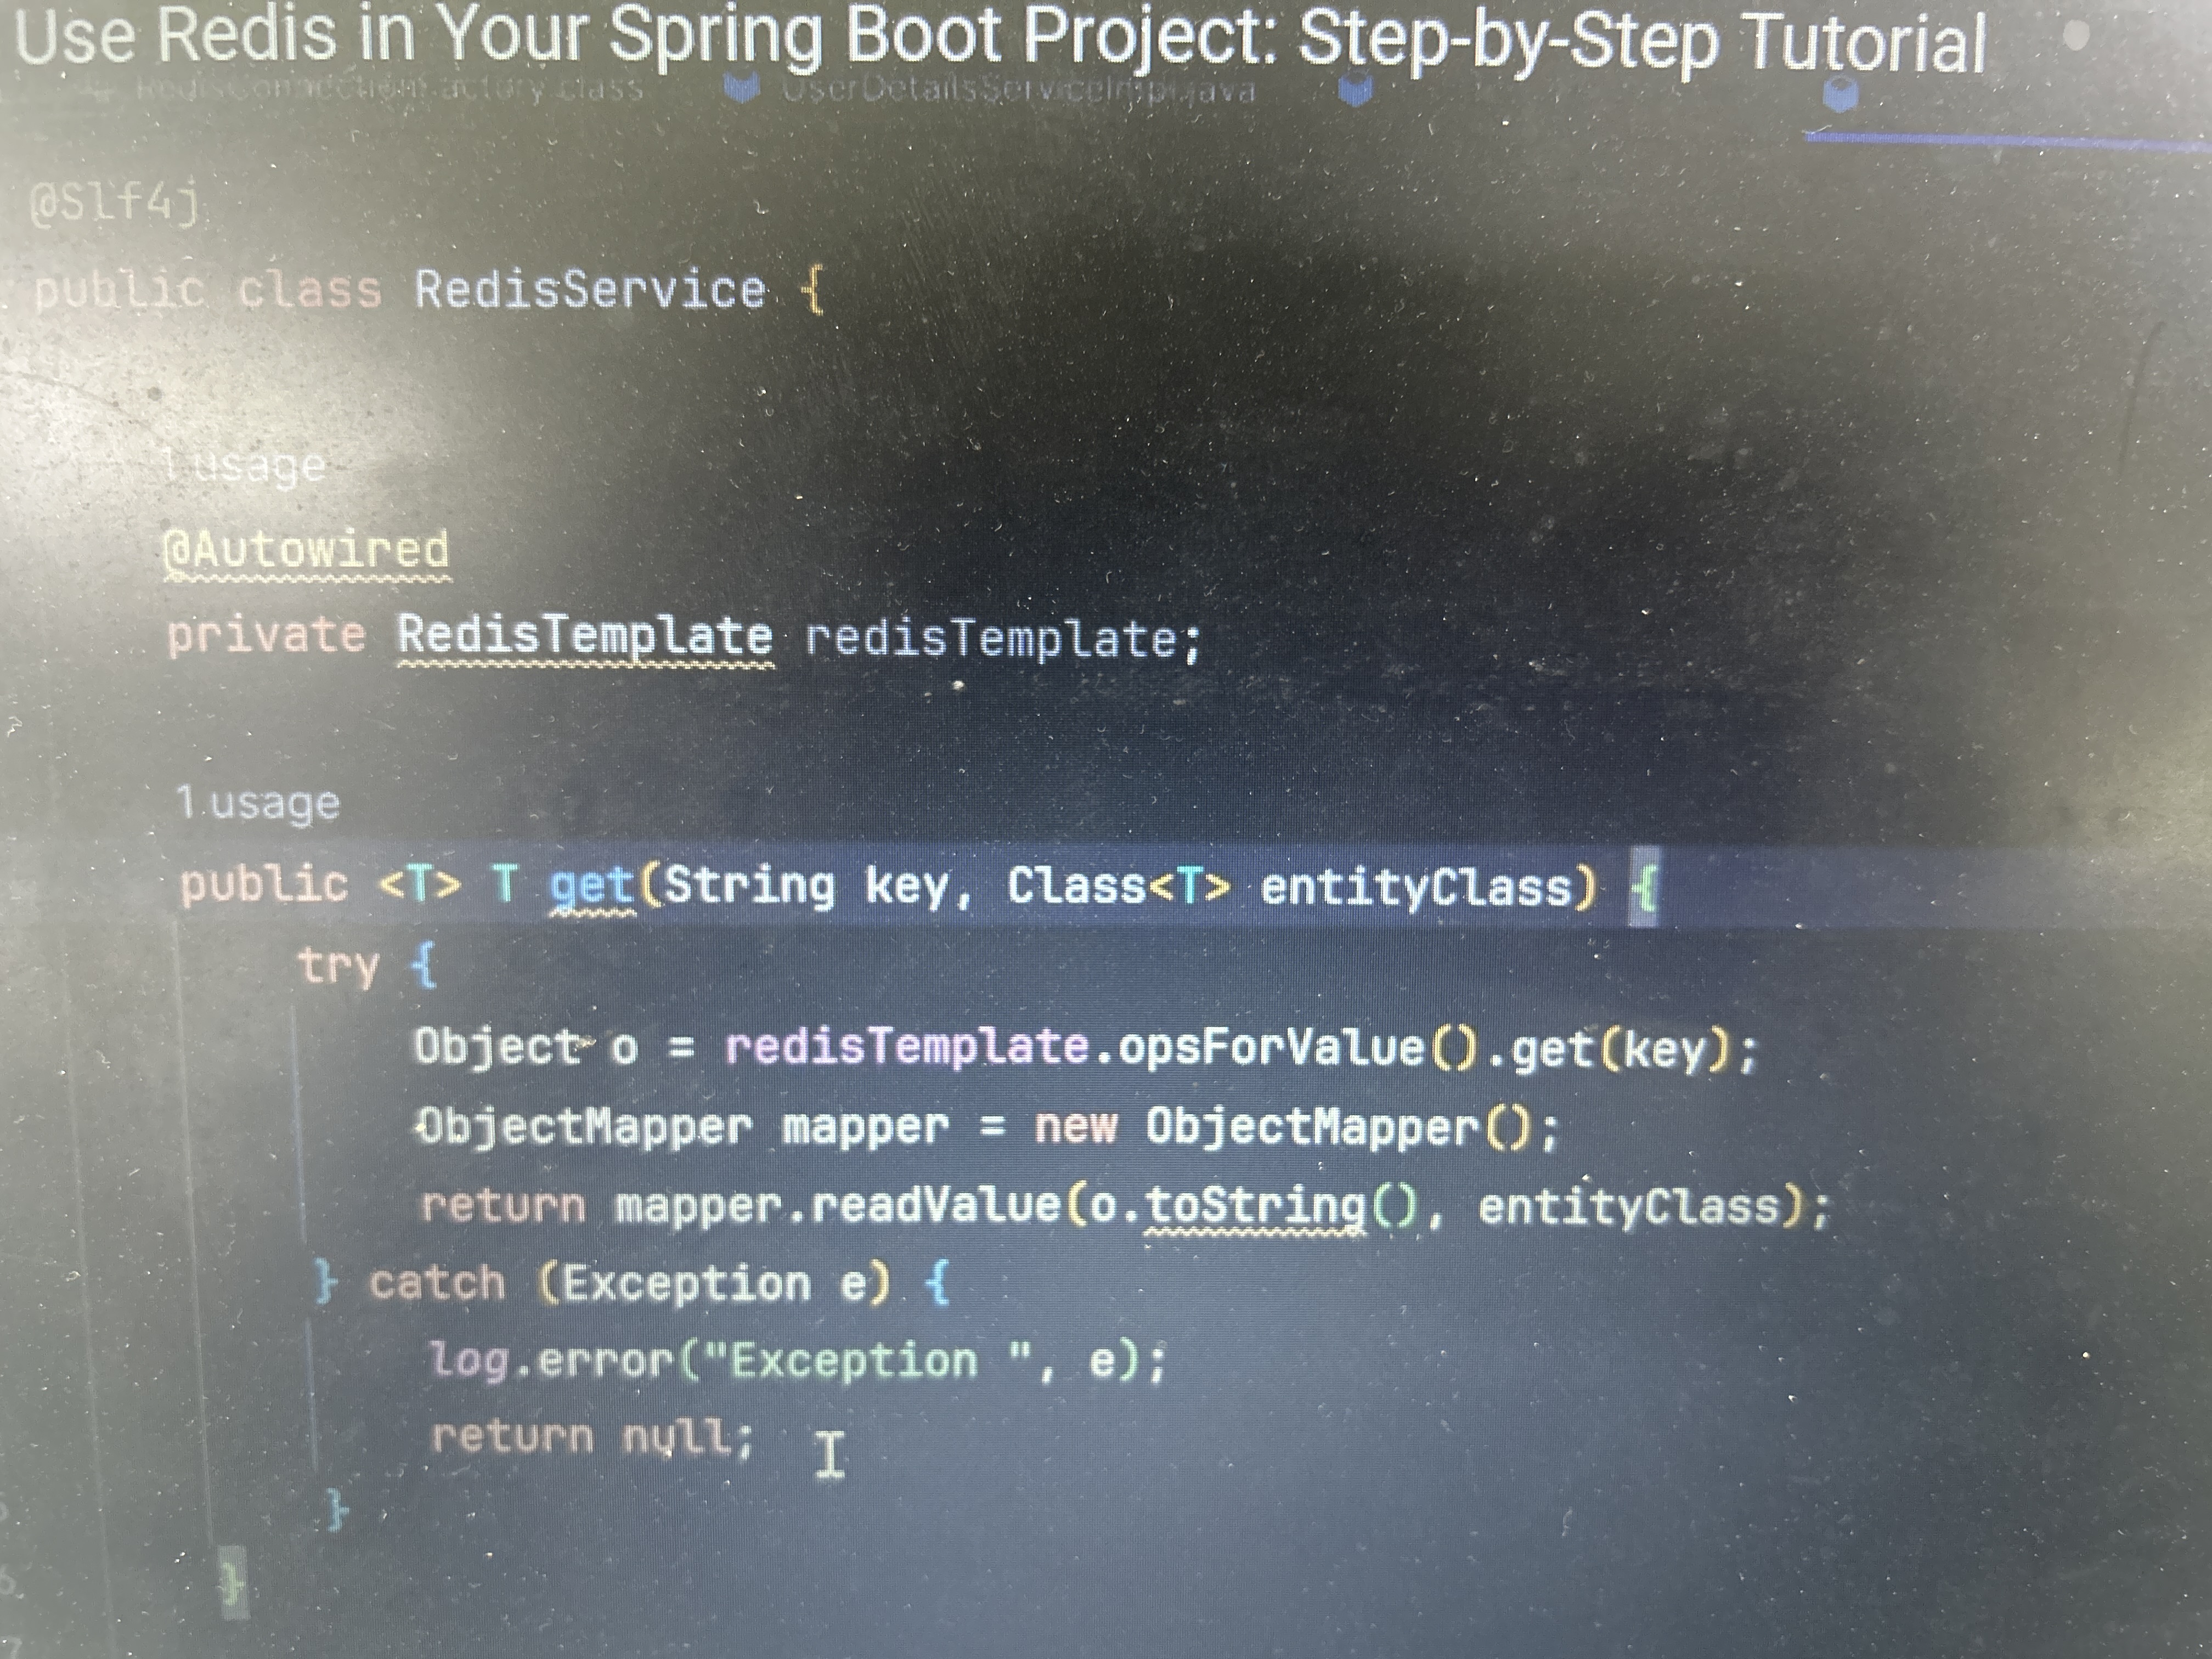 Use Redis in Your Spring Boot Project: Step-by-Step Tutorial
RedisConnectionFactory.class UserDetailsServiceImpl.java
@Slf4j
public class RedisService {
1 usage
@Autowired
private RedisTemplate redisTemplate;
1 usage
public <T> T get(String key, Class<T> entityClass) {
try {
Object o = redisTemplate.opsForValue().get(key);
ObjectMapper mapper = new ObjectMapper();
return mapper.readValue(o.toString(), entityClass);
} catch (Exception e) {
log.error("Exception ", e);
return null;
}
}